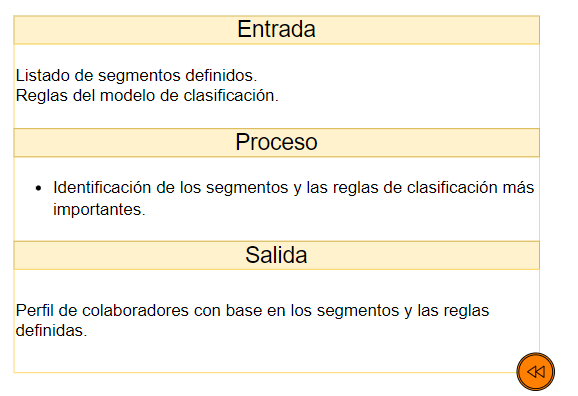 Entrada
Listado de segmentos definidos.
Reglas del modelo de clasificación.
Proceso
• Identificación de los segmentos y las reglas de clasificación más
importantes.
Salida
Perfil de colaboradores con base en los segmentos y las reglas
definidas.